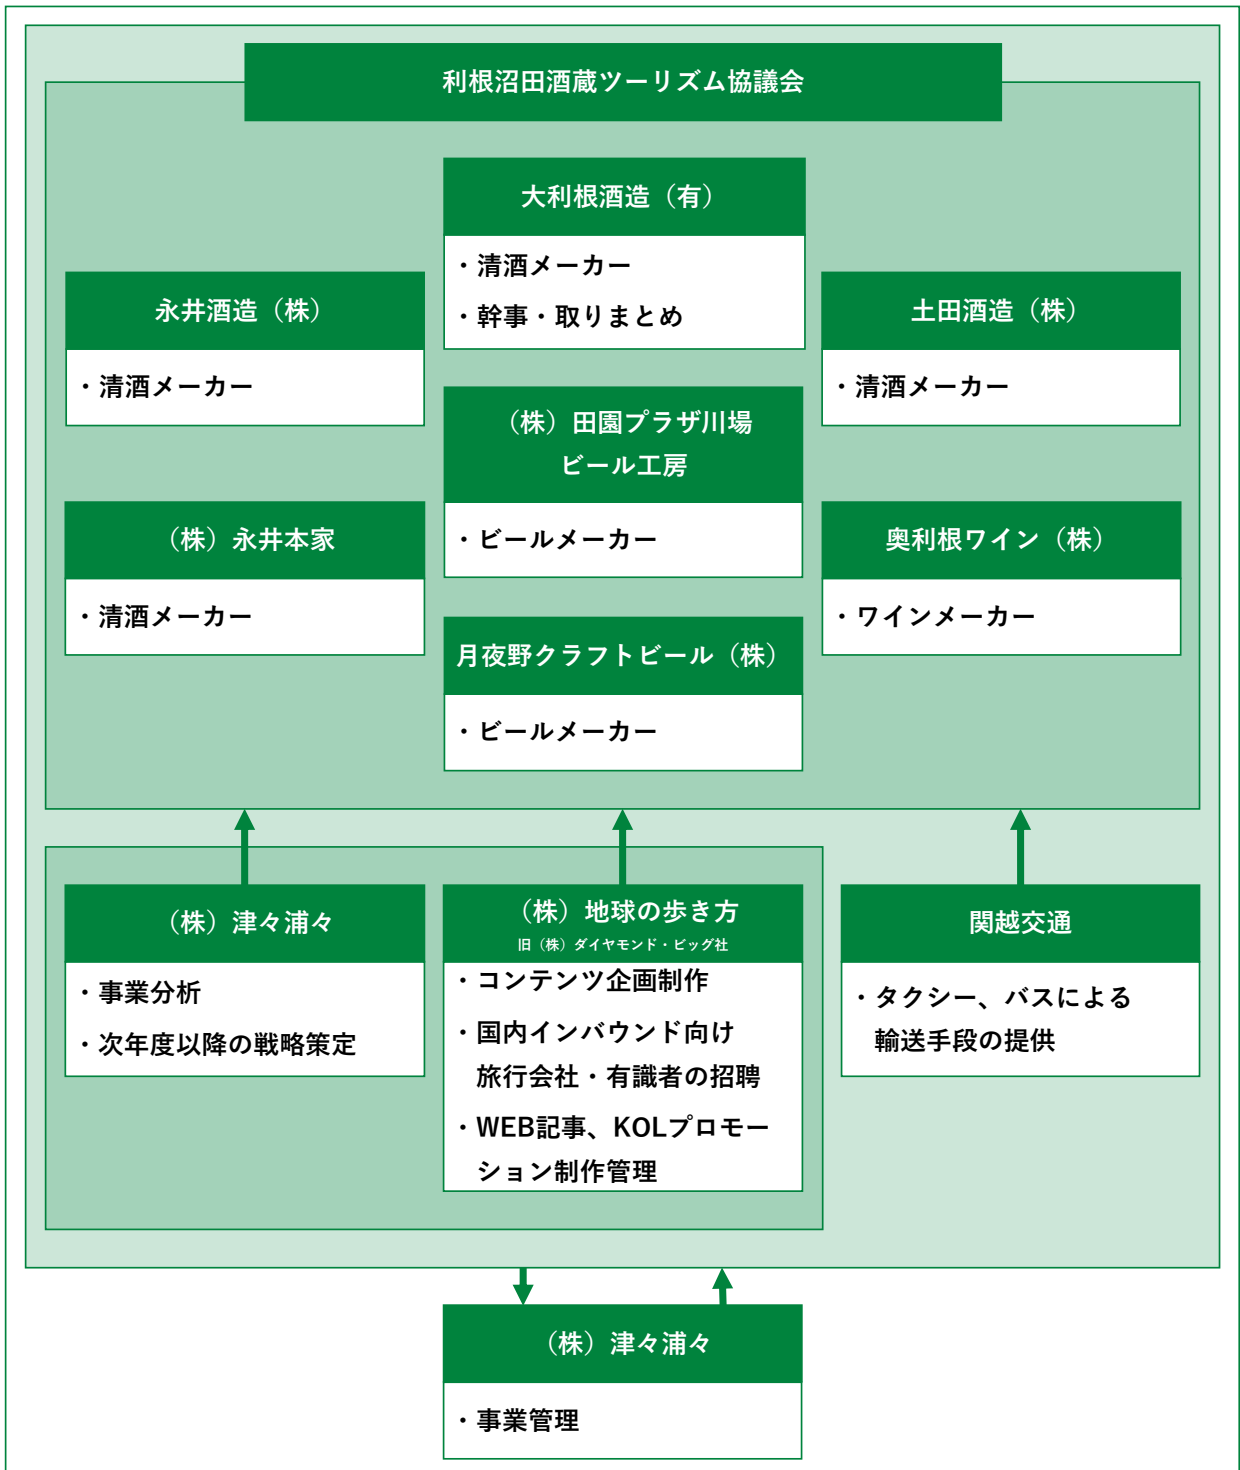 利根沼田酒蔵ツーリズム協議会
大利根酒造（有）
・清酒メーカー
・幹事・取りまとめ
永井酒造（株）
・清酒メーカー
土田酒造（株）
・清酒メーカー
（株）田園プラザ川場
ビール工房
・ビールメーカー
（株）永井本家
・清酒メーカー
奥利根ワイン（株）
・ワインメーカー
月夜野クラフトビール（株）
・ビールメーカー
（株）津々浦々
・事業分析
・次年度以降の戦略策定
（株）地球の歩き方
旧（株）ダイヤモンド・ビッグ社
・コンテンツ企画制作
・国内インバウンド向け
旅行会社・有識者の招聘
・WEB記事、KOLプロモー
ション制作管理
関越交通
・タクシー、バスによる
輸送手段の提供
（株）津々浦々
・事業管理